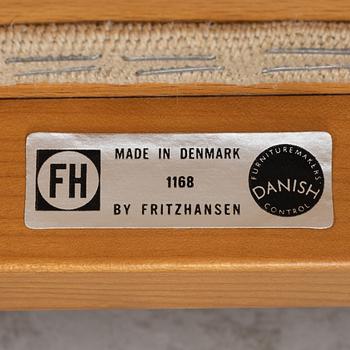 FH
MADE IN DENMARK
1168
BY FRITZHANSEN
FURNITUREMAKERS
DANISH
CONTROL